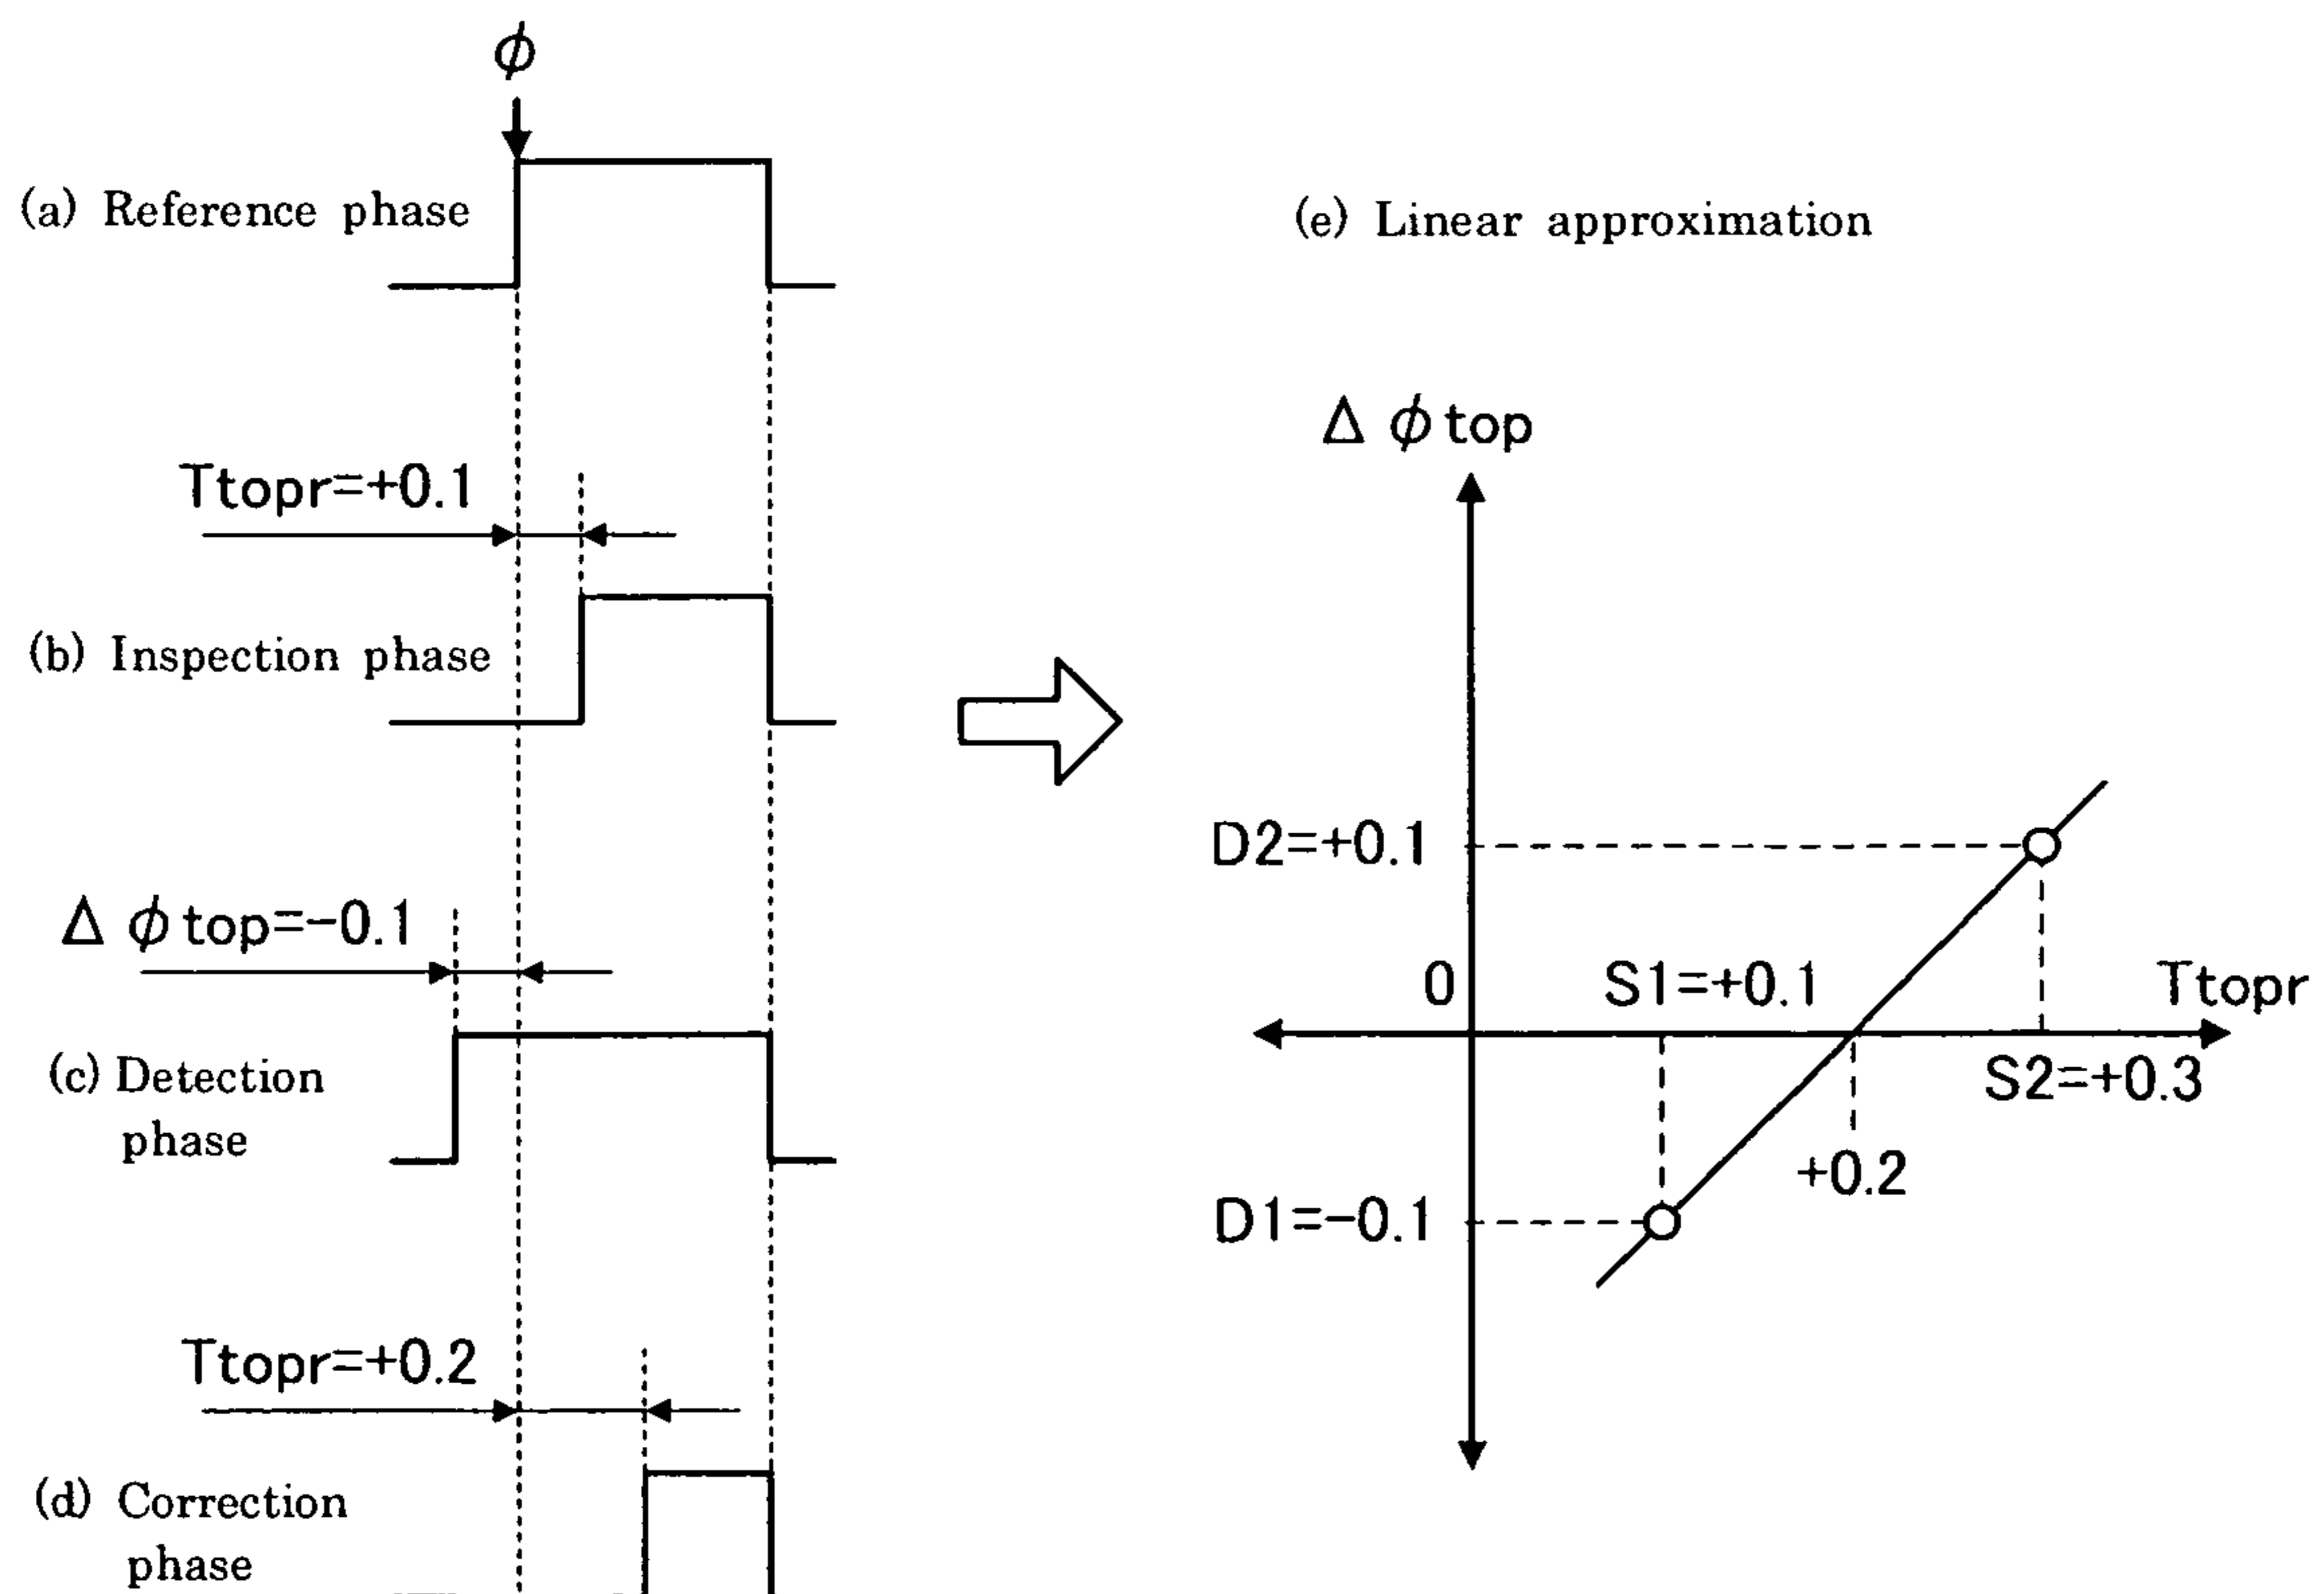 ϕ
(a) Reference phase
Ttopr=+0.1
(b) Inspection phase
Δ ϕ top=-0.1
(c) Detection
phase
Ttopr=+0.2
(d) Correction
phase
(e) Linear approximation
Δ ϕ top
D2=+0.1
0
S1=+0.1
Ttopr
S2=+0.3
+0.2
D1=-0.1